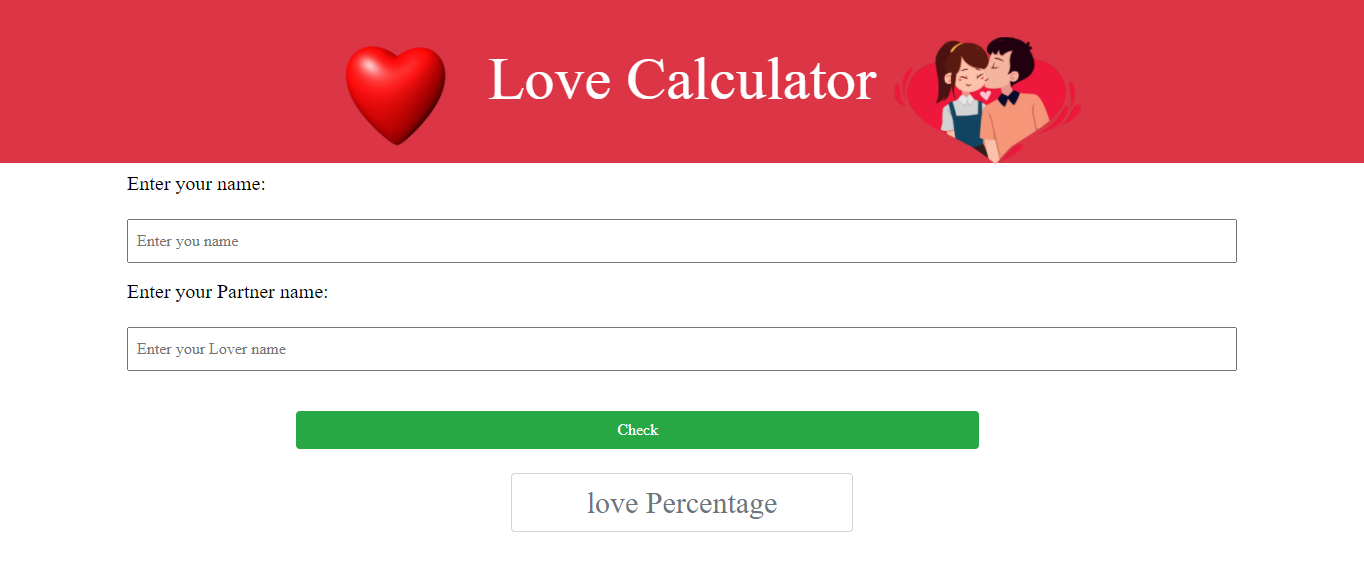 Love Calculator
Enter your name:
Enter you name
Enter your Partner name:
Enter your Lover name
Check
love Percentage